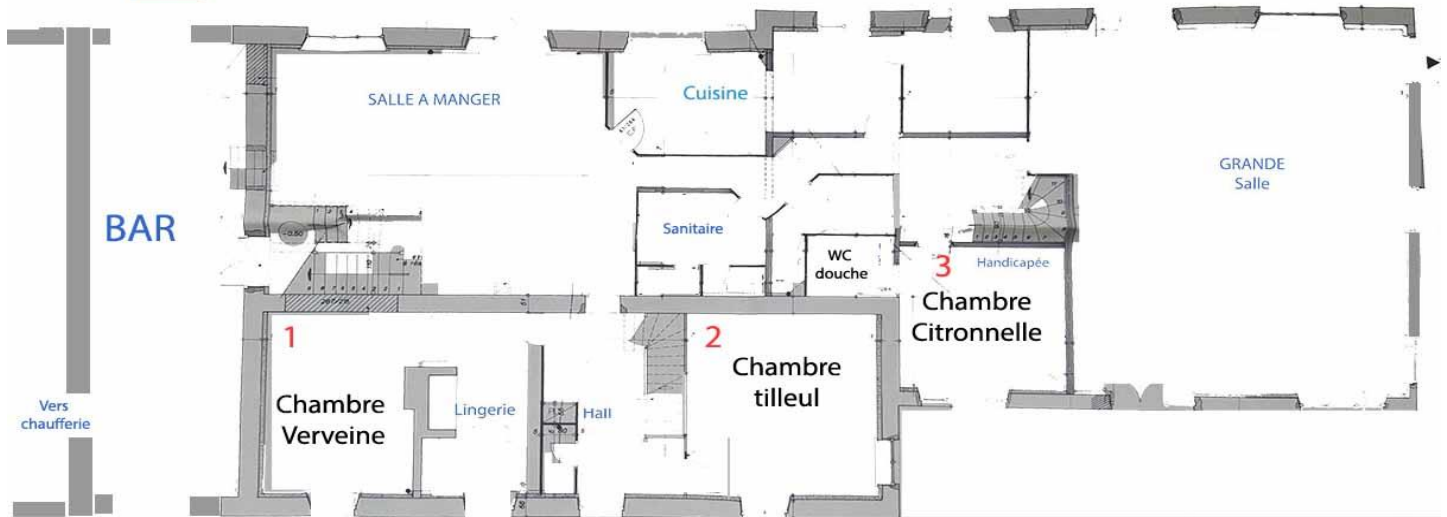 SALLE A MANGER
Cuisine
GRANDE
Salle
BAR
Sanitaire
WC
douche
3
Handicapée
Chambre
Citronnelle
1
2
Chambre
tilleul
Chambre
Verveine
Lingerie
Hall
Vers
chaufferie